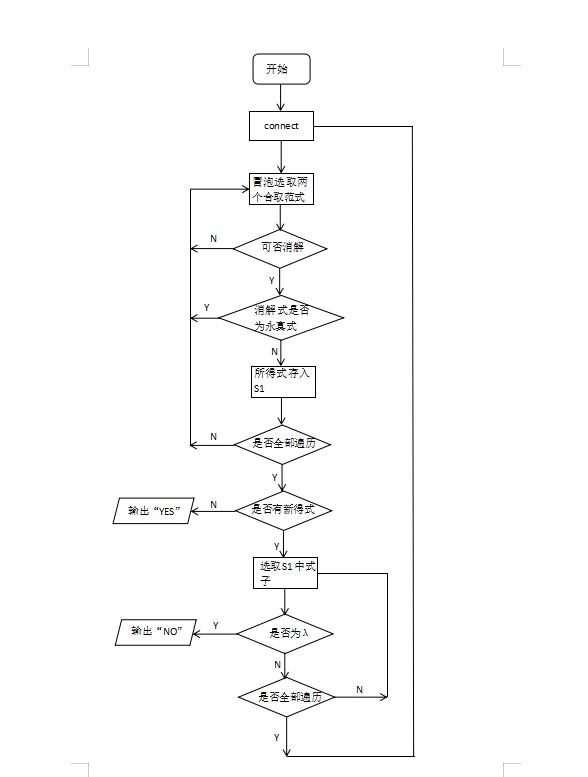 开始
connect
冒泡选取两
个合取范式
可否消解
N
Y
消解式是否
为永真式
Y
N
所得式存入
S1
是否全部遍历
N
Y
是否有新得式
N
输出“YES”
Y
选取S1中式
子
是否为λ
Y
输出“NO”
N
是否全部遍历
N
Y